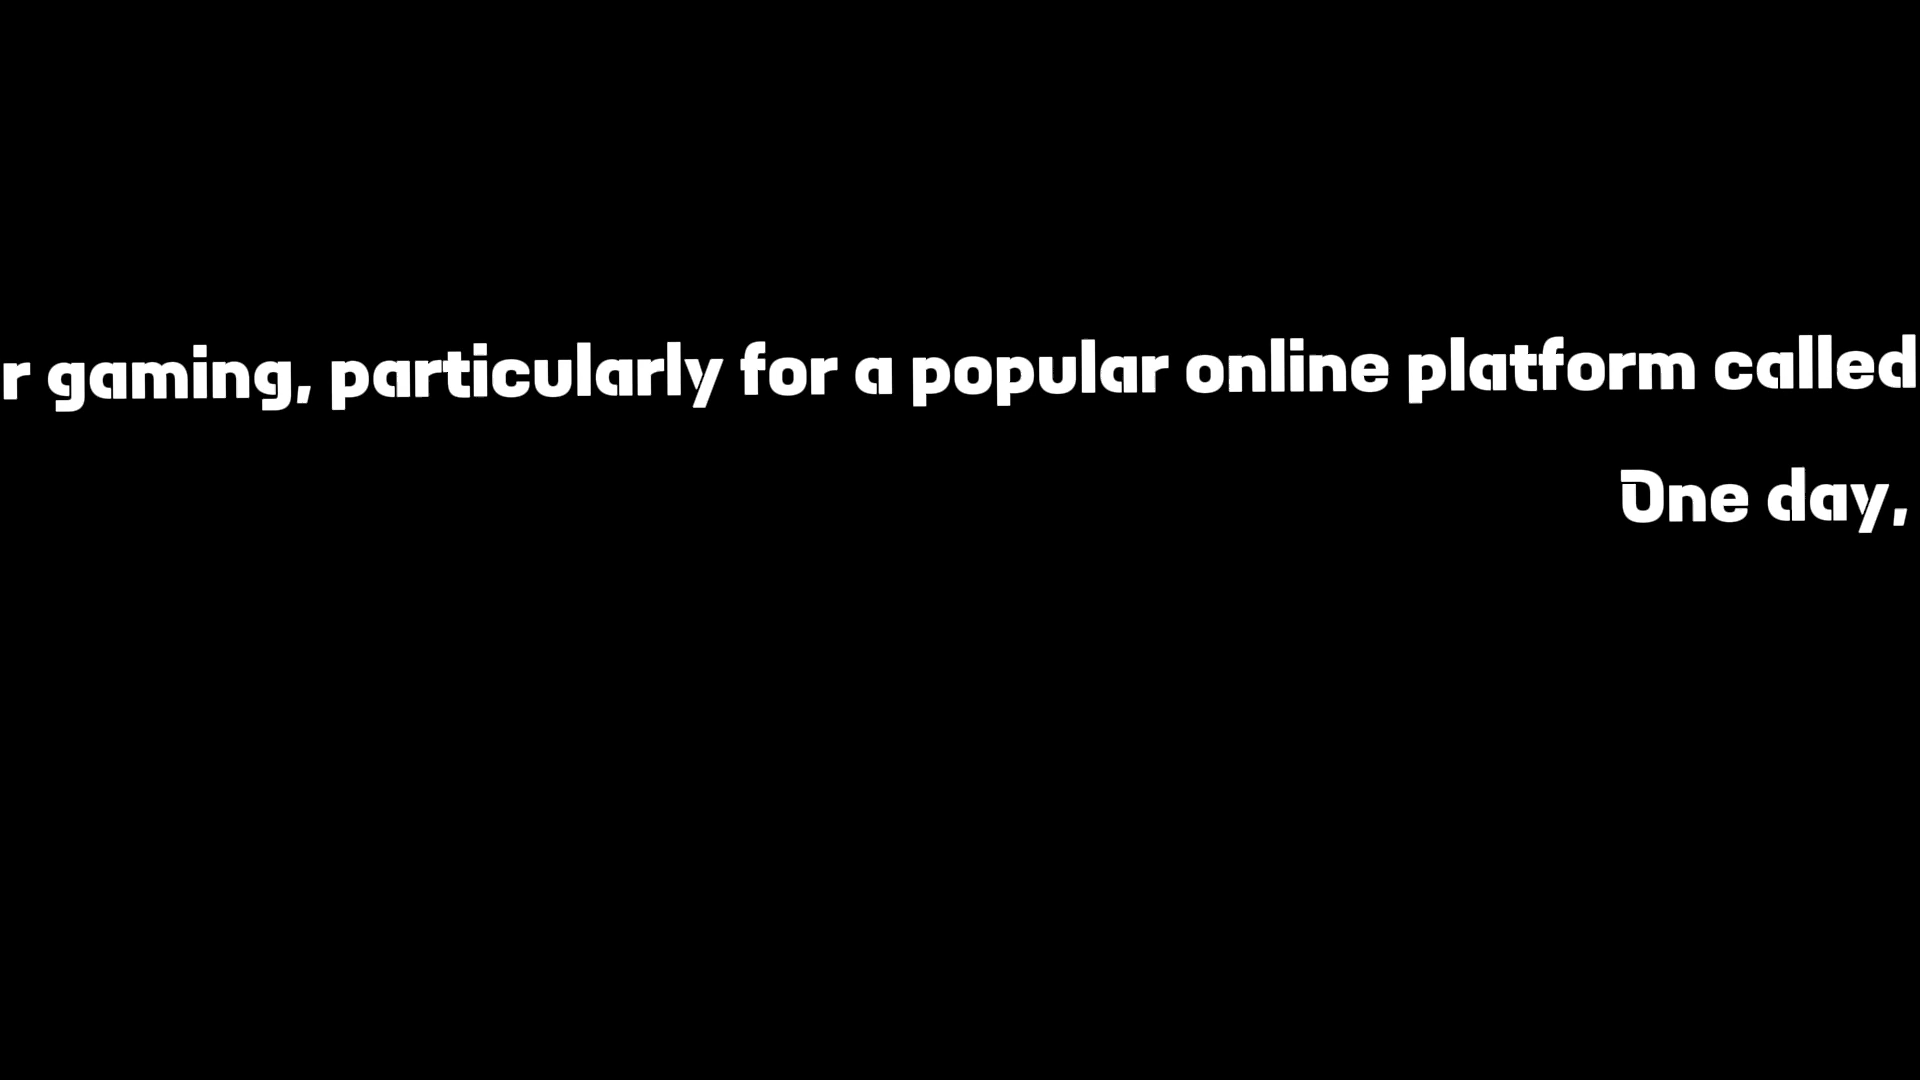 r gaming, particularly for a popular online platform called
One day,